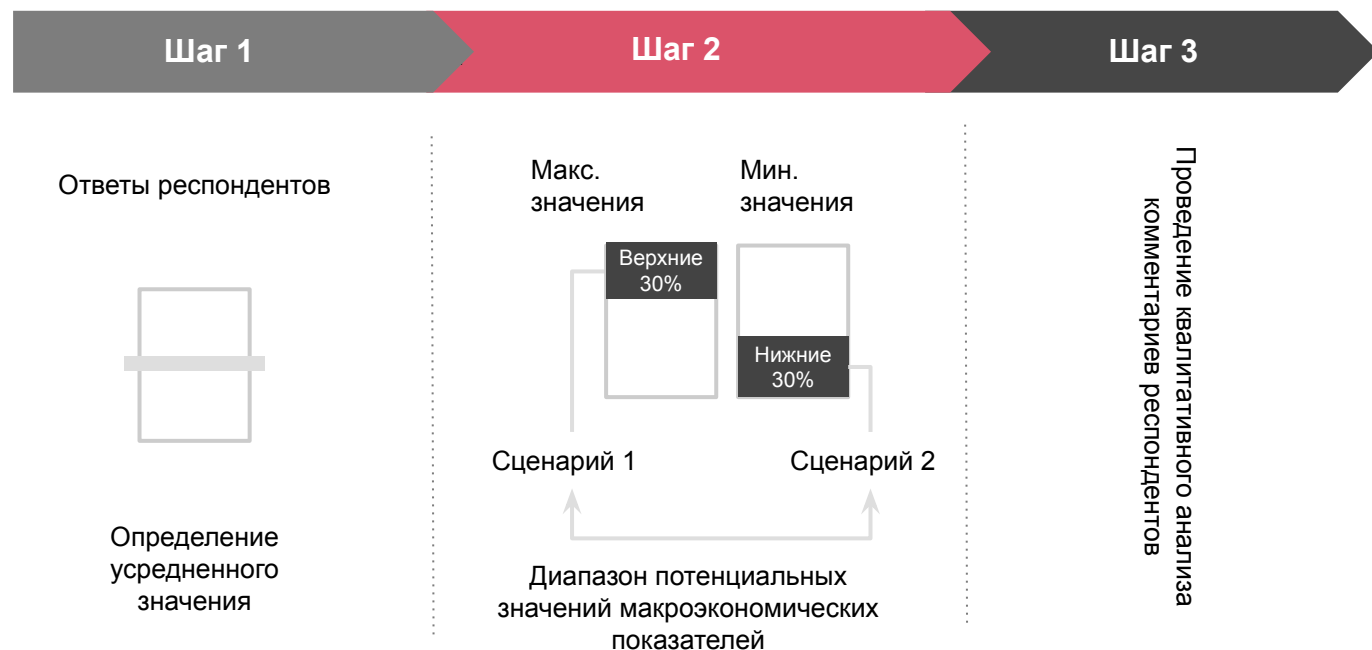 Шаг 1
Шаг 2
Шаг 3
Ответы респондентов
Определение
усредненного
значения
Макс.
значения
Мин.
значения
Верхние
30%
Нижние
30%
Сценарий 1
Сценарий 2
Диапазон потенциальных
значений макроэкономических
показателей
Проведение квалитативного анализа
комментариев респондентов